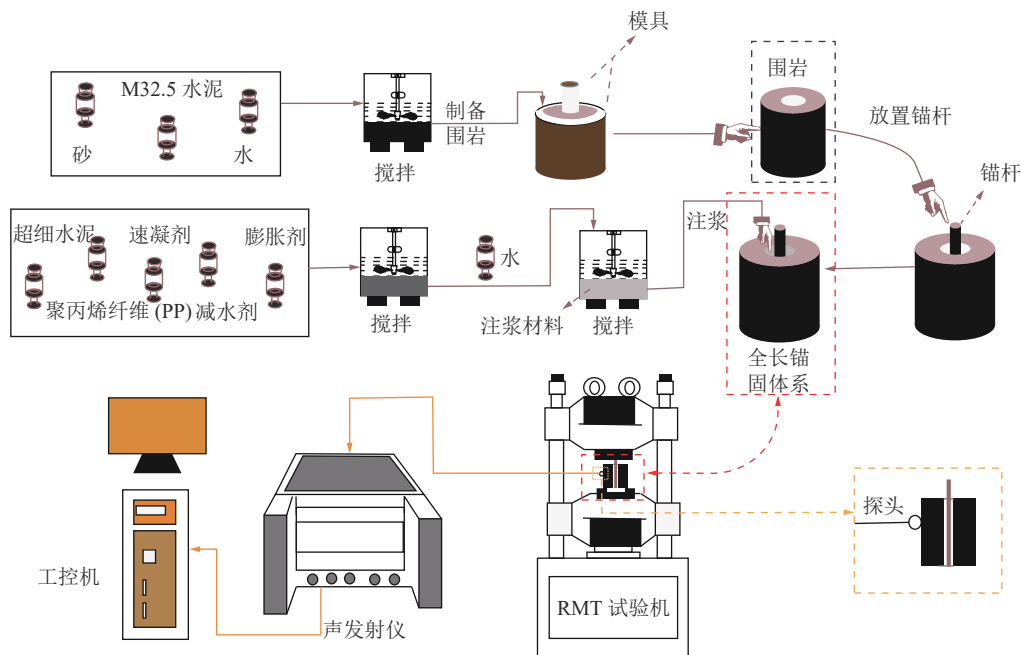 模具
M32.5 水泥
砂
水
搅拌
制备
围岩
围岩
放置锚杆
锚杆
超细水泥
速凝剂
膨胀剂
聚丙烯纤维 (PP) 减水剂
搅拌
水
注浆材料
搅拌
注浆
全长锚
固体系
探头
工控机
声发射仪
RMT 试验机